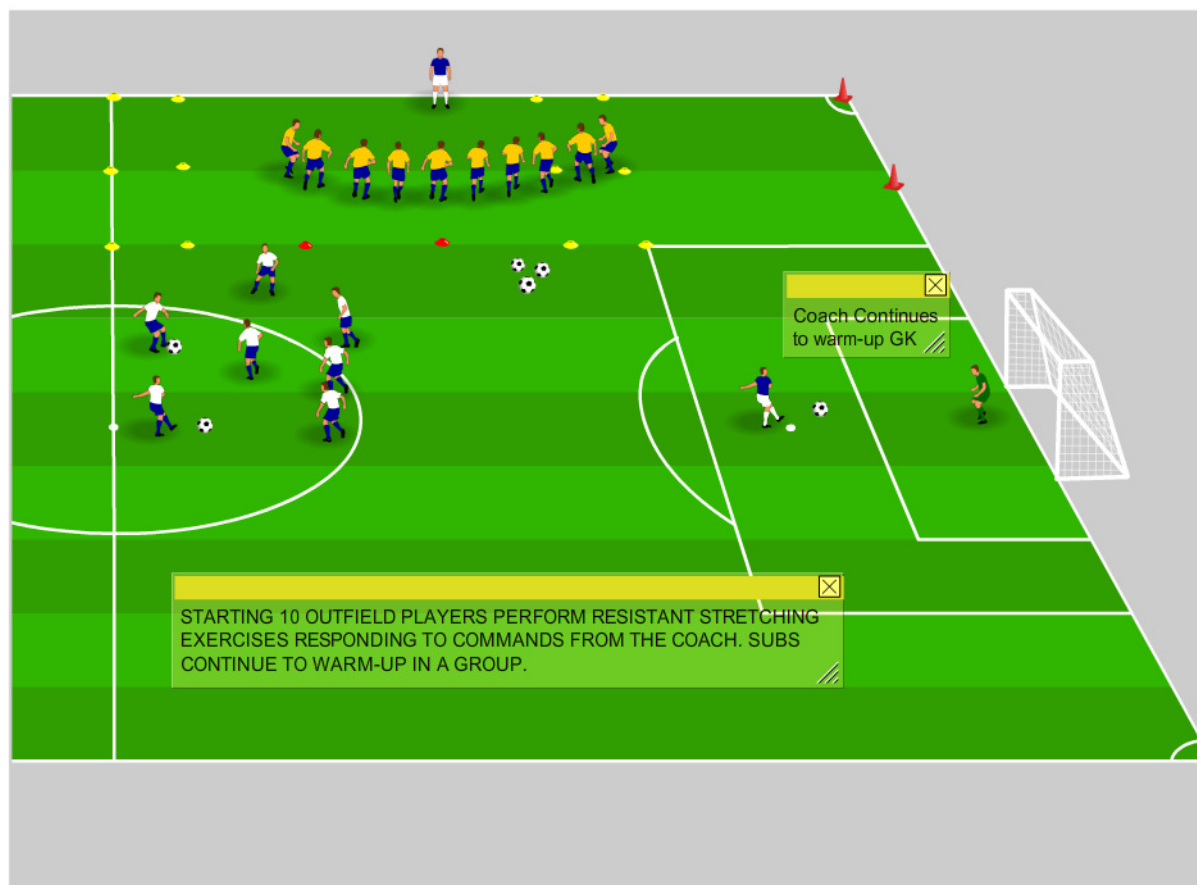 Coach Continues
to warm-up GK
STARTING 10 OUTFIELD PLAYERS PERFORM RESISTANT STRETCHING
EXERCISES RESPONDING TO COMMANDS FROM THE COACH. SUBS
CONTINUE TO WARM-UP IN A GROUP.